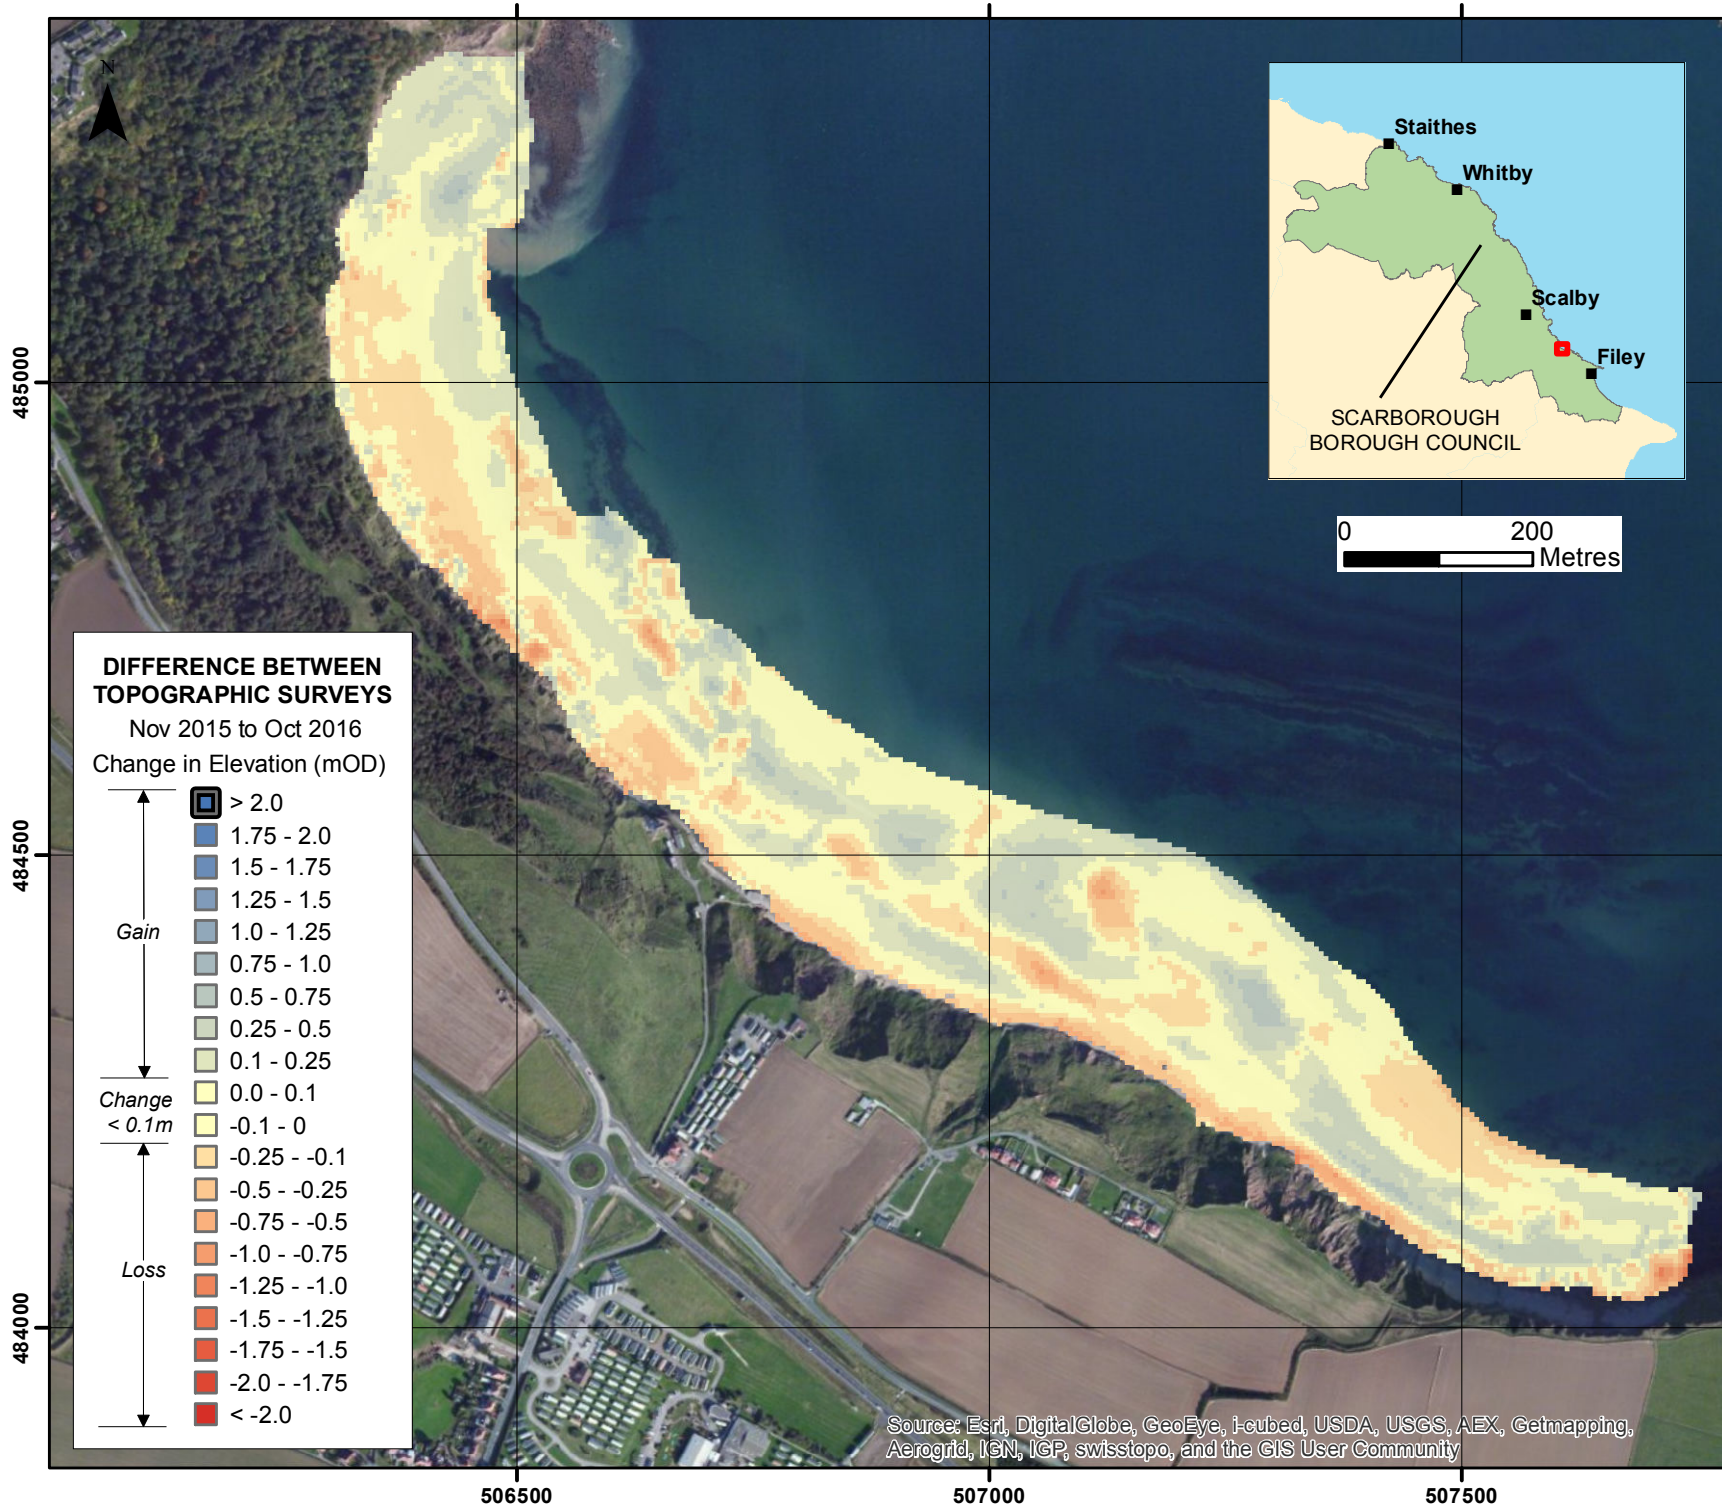 N
Staithes
Whitby
Scalby
Filey
SCARBOROUGH
BOROUGH COUNCIL
0 200
Metres
485000
484500
484000
DIFFERENCE BETWEEN
TOPOGRAPHIC SURVEYS
Nov 2015 to Oct 2016
Change in Elevation (mOD)
> 2.0
1.75 - 2.0
1.5 - 1.75
1.25 - 1.5
Gain
1.0 - 1.25
0.75 - 1.0
0.5 - 0.75
0.25 - 0.5
0.1 - 0.25
Change
< 0.1m
0.0 - 0.1
-0.1 - 0
-0.25 - -0.1
-0.5 - -0.25
-0.75 - -0.5
-1.0 - -0.75
Loss
-1.25 - -1.0
-1.5 - -1.25
-1.75 - -1.5
-2.0 - -1.75
< -2.0
Source: Esri, DigitalGlobe, GeoEye, i-cubed, USDA, USGS, AEX, Getmapping,
Aerogrid, IGN, IGP, swisstopo, and the GIS User Community
506500 507000 507500